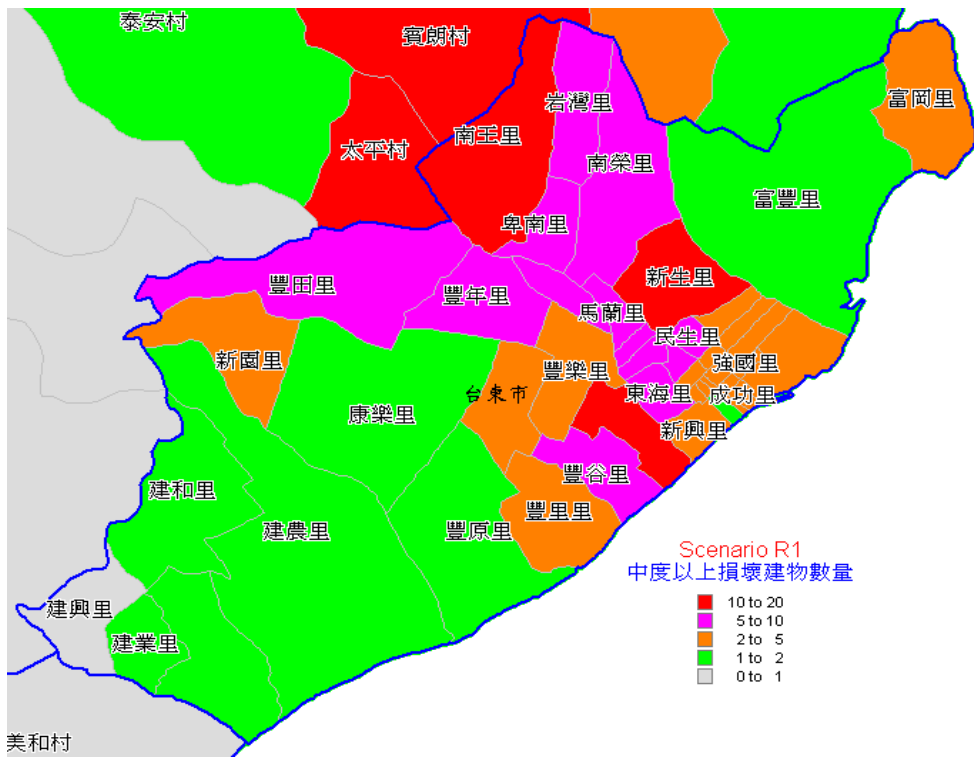 泰安村
賓朗村
富岡里
岩灣里
南王里
太平村
南榮里
富豐里
卑南里
新生里
豐田里
豐年里
馬蘭里
民生里
新園里
豐樂里
強國里
台東市
東海里
成功里
康樂里
新興里
豐谷里
建和里
豐里里
建農里
豐原里
建興里
建業里
美和村
Scenario R1
中度以上損壞建物數量
10 to 20
5 to 10
2 to 5
1 to 2
0 to 1